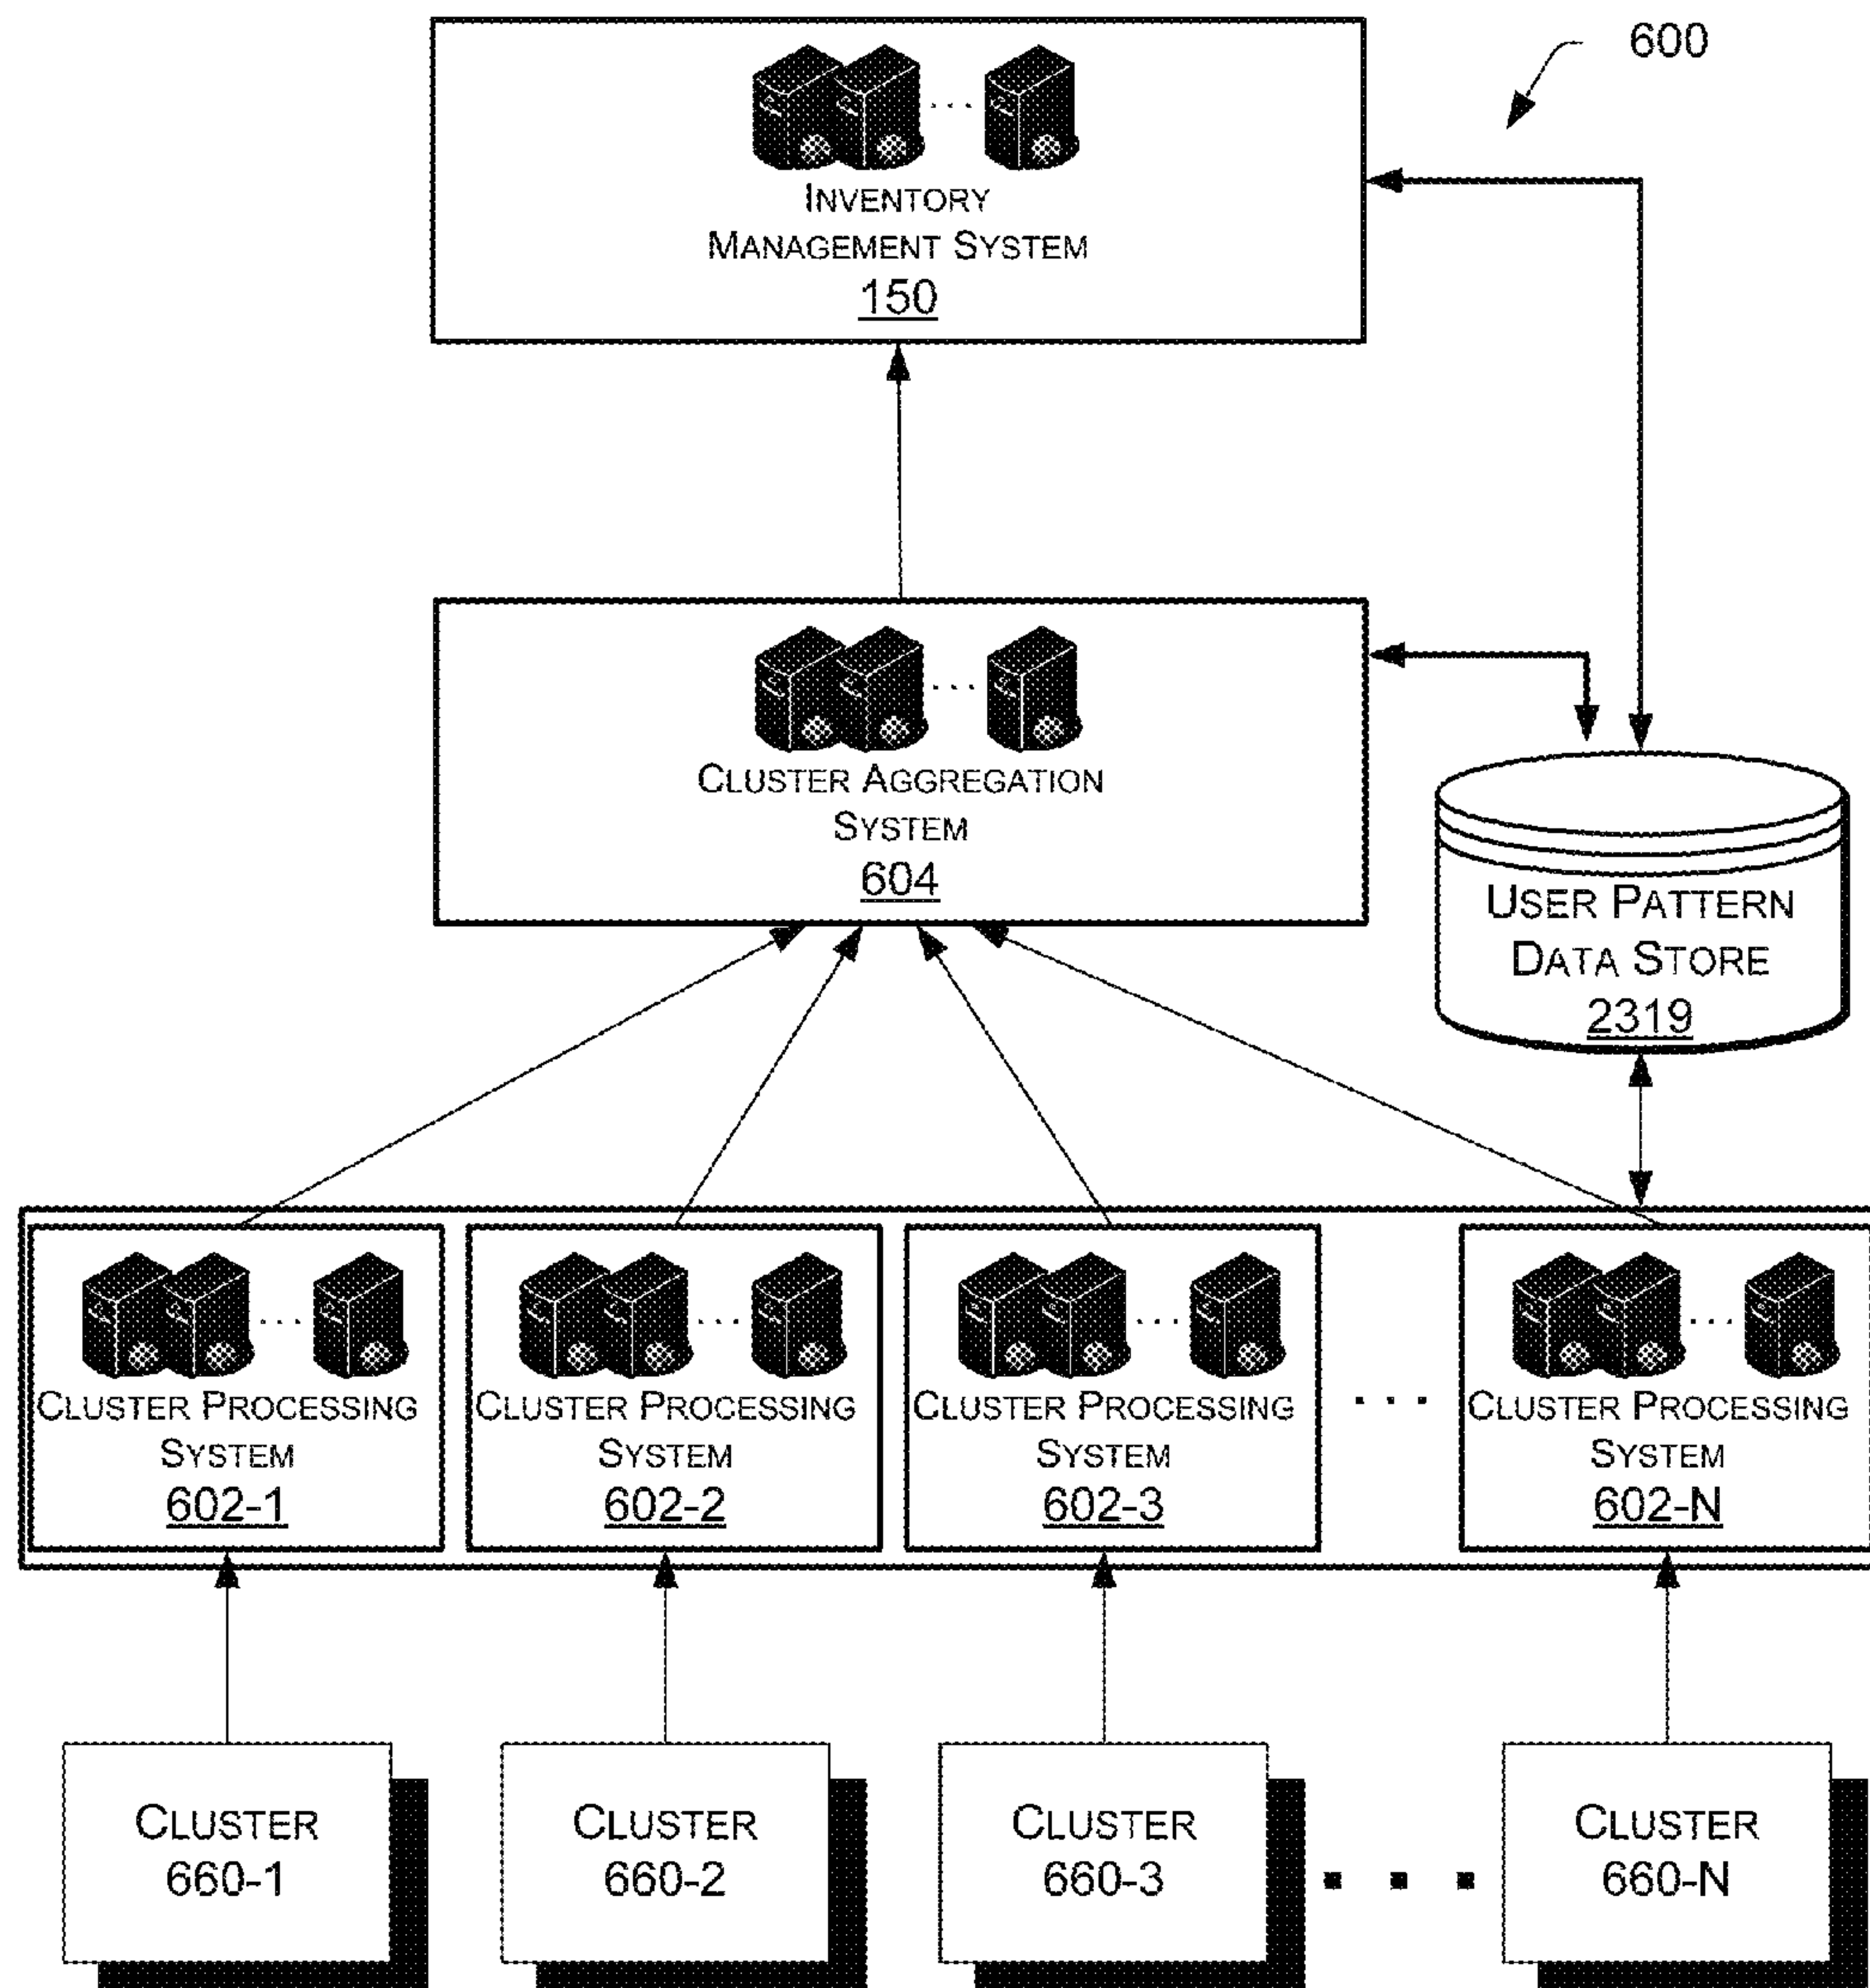 600
INVENTORY
MANAGEMENT SYSTEM
150
CLUSTER AGGREGATION
SYSTEM
604
USER PATTERN
DATA STORE
2319
CLUSTER PROCESSING
SYSTEM
602-1
CLUSTER PROCESSING
SYSTEM
602-2
CLUSTER PROCESSING
SYSTEM
602-3
. . .
CLUSTER PROCESSING
SYSTEM
602-N
CLUSTER
660-1
CLUSTER
660-2
CLUSTER
660-3
. . .
CLUSTER
660-N